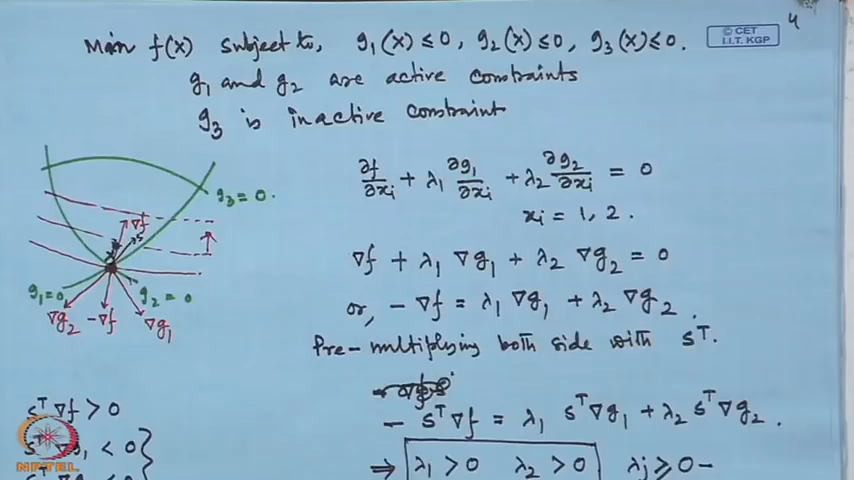 Min f(x) subject to, g₁(x) ≤ 0, g₂(x) ≤ 0, g₃(x) ≤ 0.
© CET
I.I.T. KGP
4
g₁ and g₂ are active constraints
g₃ is inactive constraint
∂f/∂xᵢ + λ₁ ∂g₁/∂xᵢ + λ₂ ∂g₂/∂xᵢ = 0
xᵢ = 1, 2.
g₃ = 0.
∇f
s
x
g₁ = 0
g₂ = 0
∇g₂ -∇f ∇g₁
∇f + λ₁ ∇g₁ + λ₂ ∇g₂ = 0
or, -∇f = λ₁ ∇g₁ + λ₂ ∇g₂.
Pre-multiplying both side with sᵀ.
- sᵀ∇f = λ₁ sᵀ∇g₁ + λ₂ sᵀ∇g₂.
⇒ λ₁ > 0 λ₂ > 0 λj ≥ 0 -
sᵀ∇f > 0
sᵀ∇g₁ < 0
NPTEL